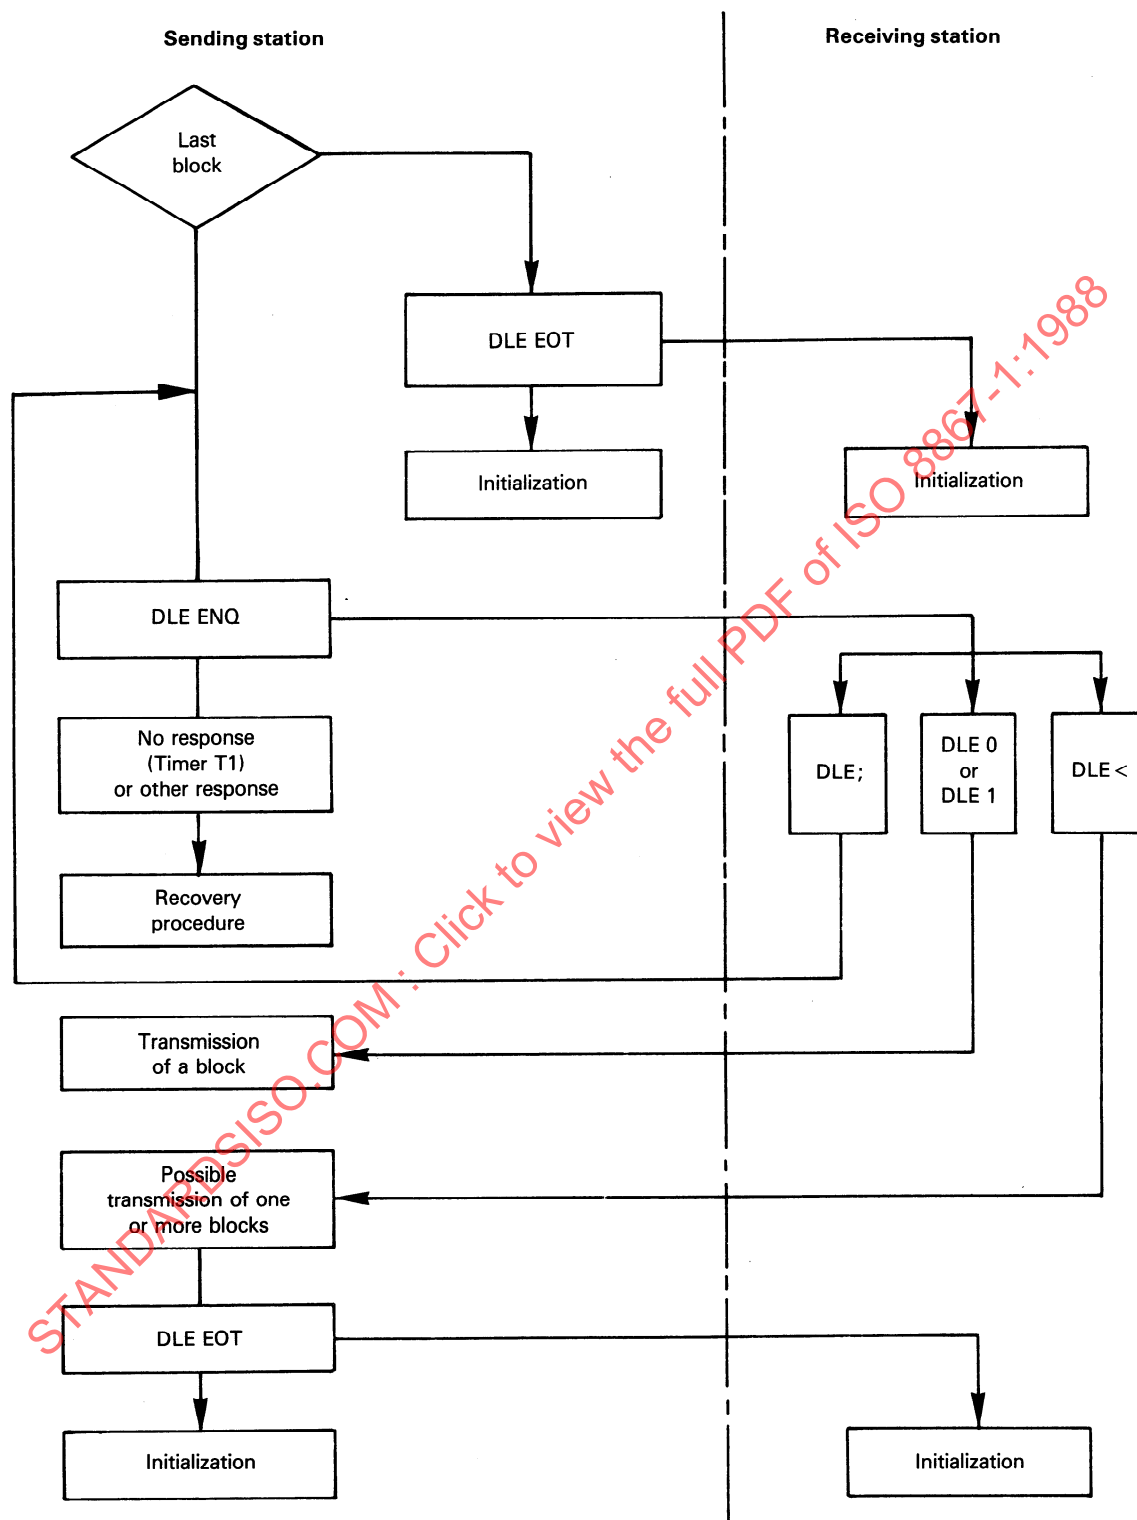 Sending station
Receiving station
Last
block
DLE EOT
Initialization
Initialization
DLE ENQ
No response
(Timer T1)
or other response
DLE ;
DLE 0
or
DLE 1
DLE <
Recovery
procedure
Transmission
of a block
Possible
transmission of one
or more blocks
DLE EOT
Initialization
Initialization
STANDARDSISO.COM : Click to view the full PDF of ISO 8867-1:1988